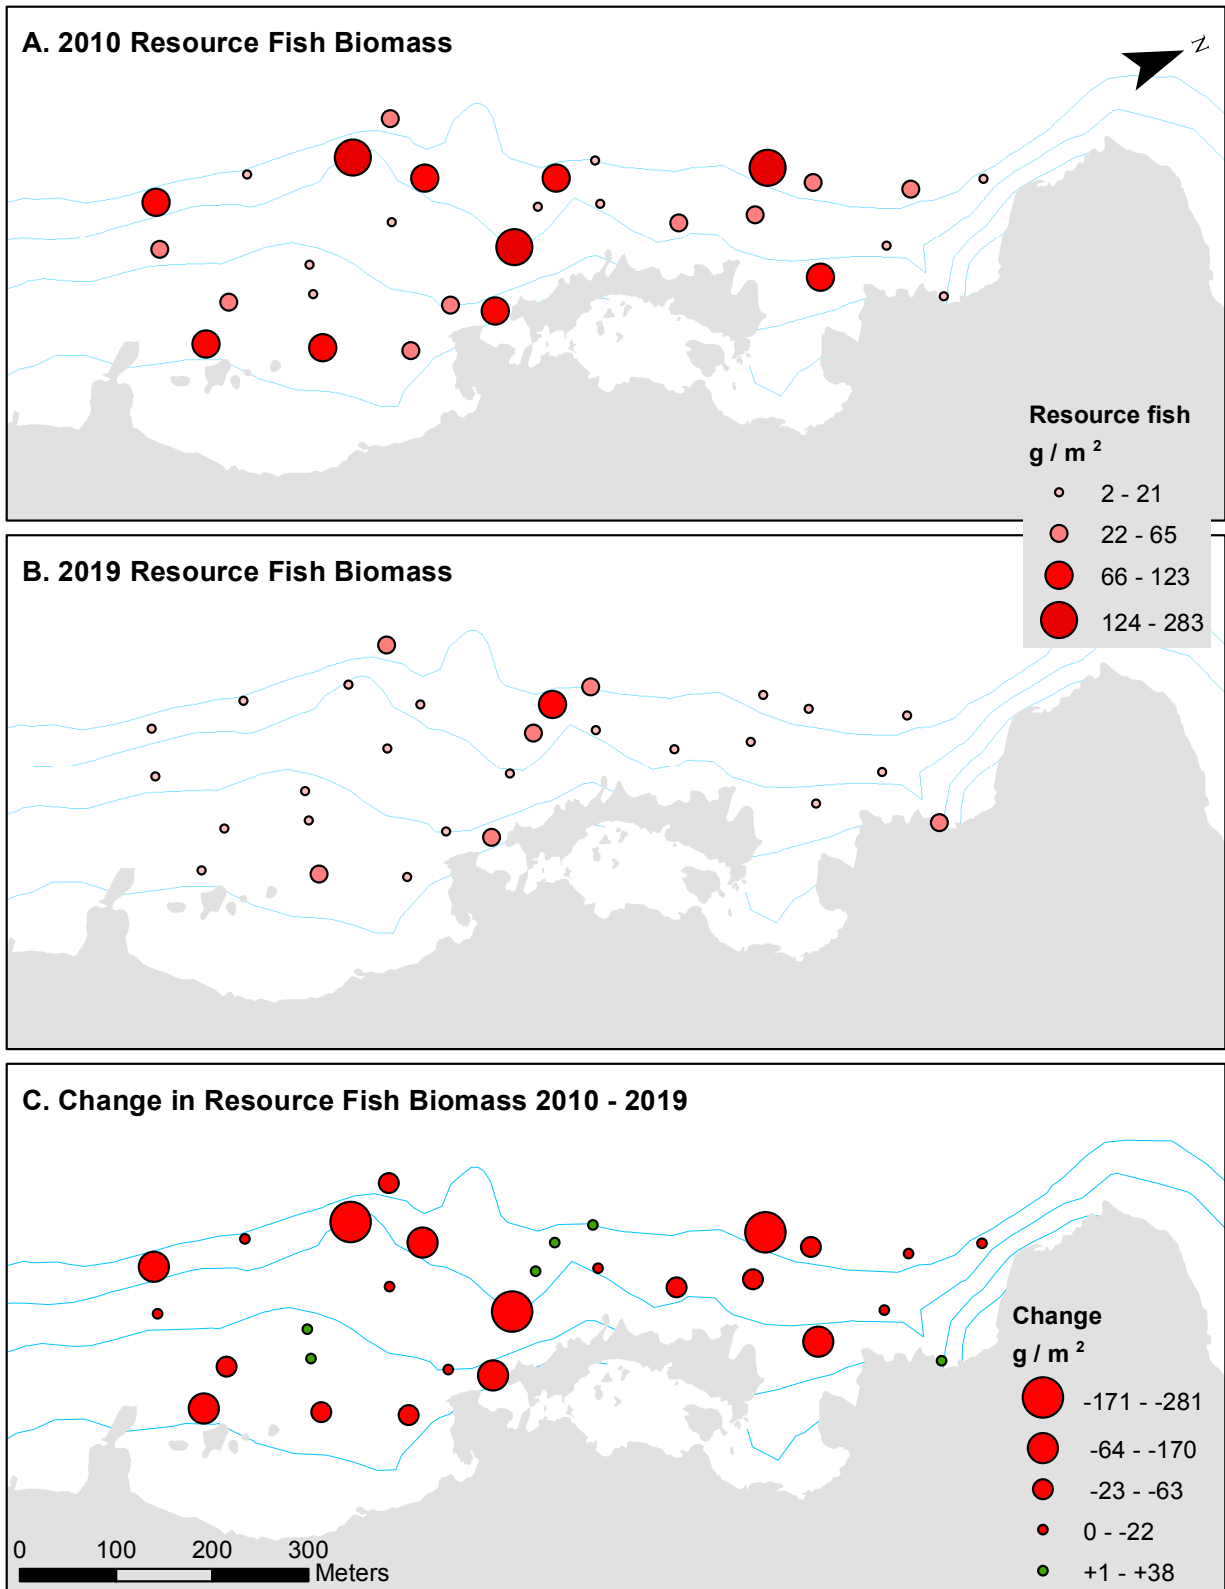 A. 2010 Resource Fish Biomass
N
Resource fish
g / m 2
2 - 21
22 - 65
66 - 123
124 - 283
B. 2019 Resource Fish Biomass
C. Change in Resource Fish Biomass 2010 - 2019
Change
g / m 2
-171 - -281
-64 - -170
-23 - -63
0 - -22
+1 - +38
0 100 200 300
Meters